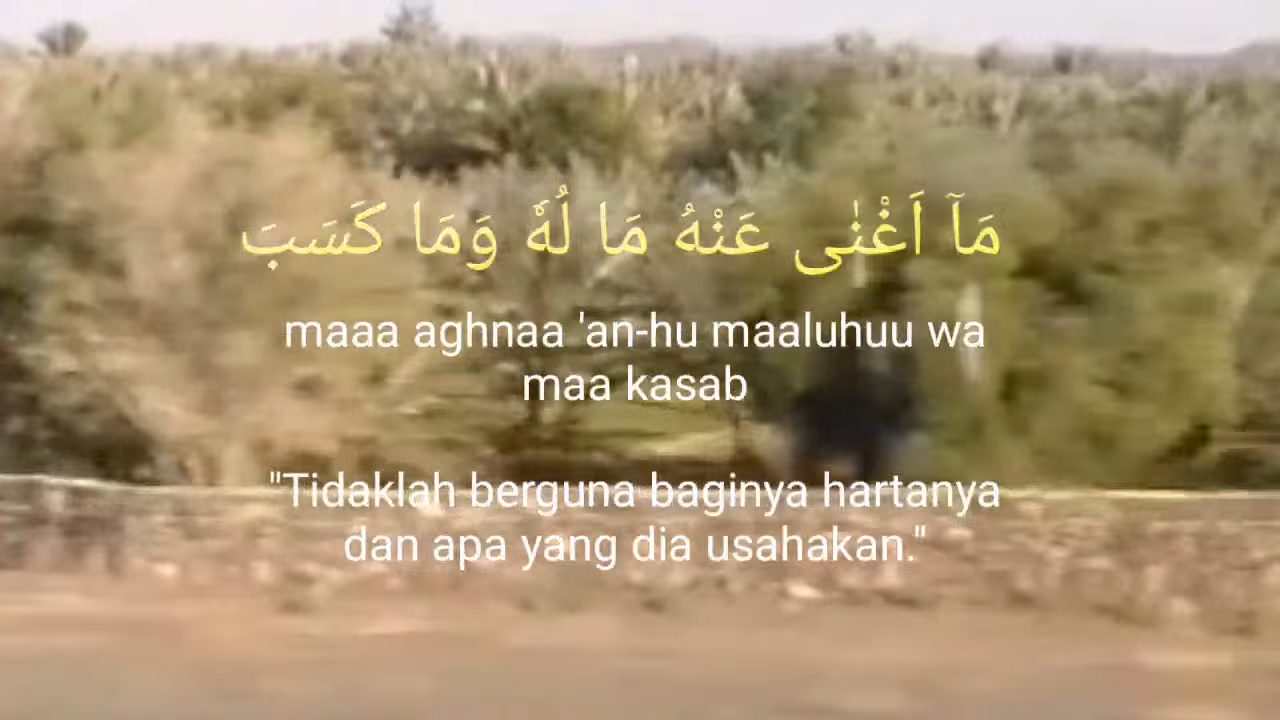 مَآ اَغْنٰى عَنْهُ مَا لُهٗ وَمَا كَسَبَ
maaa aghnaa 'an-hu maaluhuu wa
maa kasab
"Tidaklah berguna baginya hartanya
dan apa yang dia usahakan."